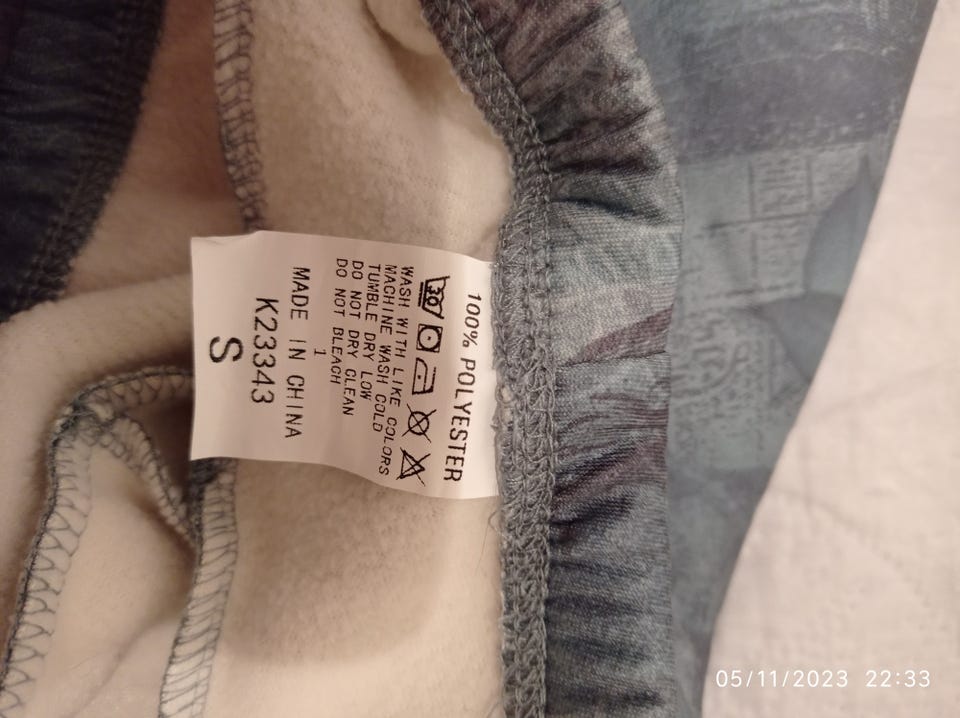 100% POLYESTER
30
WASH WITH LIKE COLORS
MACHINE WASH COLD
TUMBLE DRY LOW
DO NOT DRY CLEAN
DO NOT BLEACH
1
MADE IN CHINA
K23343
S
05/11/2023 22:33